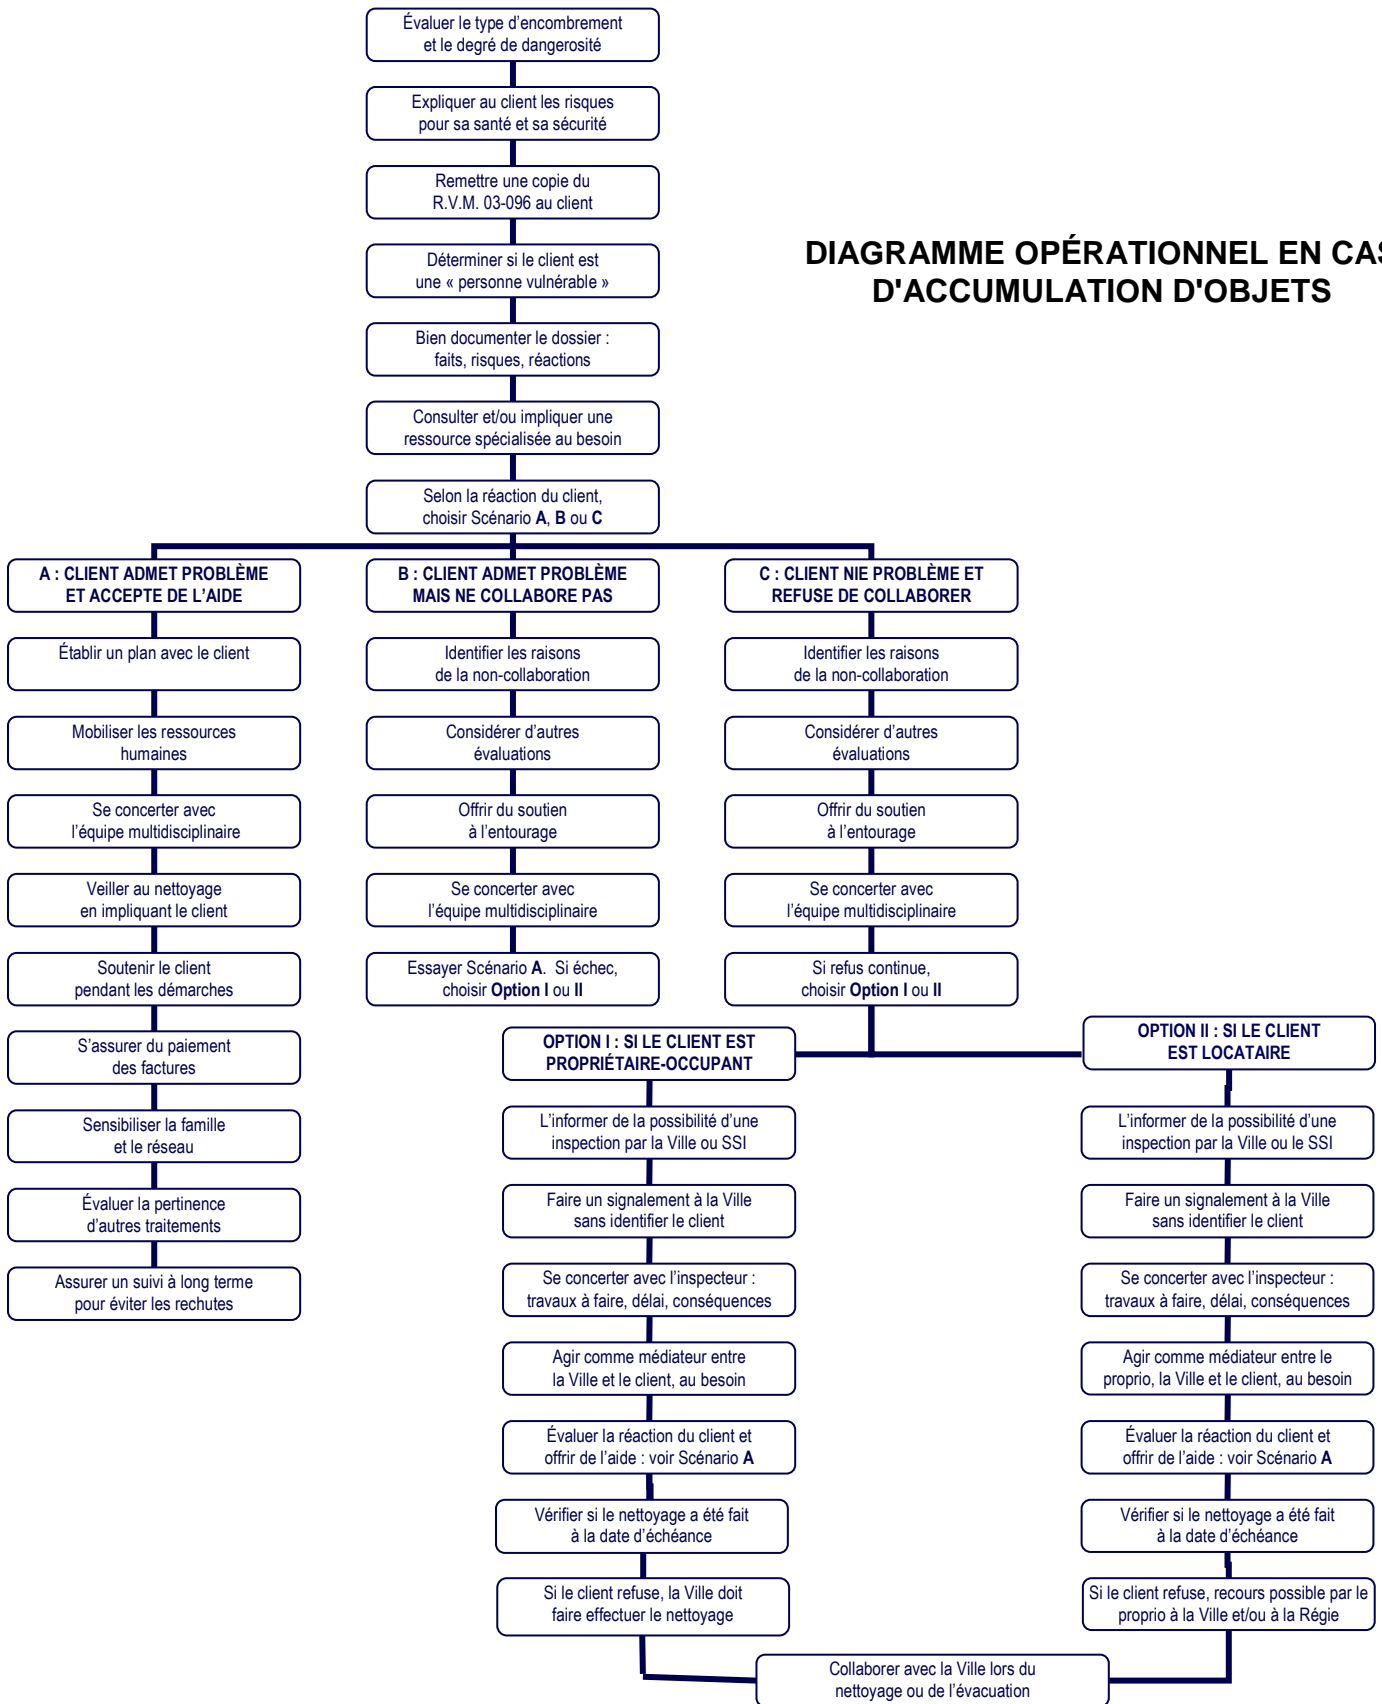 Évaluer le type d’encombrement
et le degré de dangerosité
Expliquer au client les risques
pour sa santé et sa sécurité
Remettre une copie du
R.V.M. 03-096 au client
DIAGRAMME OPÉRATIONNEL EN CAS
D'ACCUMULATION D'OBJETS
Déterminer si le client est
une « personne vulnérable »
Bien documenter le dossier :
faits, risques, réactions
Consulter et/ou impliquer une
ressource spécialisée au besoin
Selon la réaction du client,
choisir Scénario A, B ou C
A : CLIENT ADMET PROBLÈME
ET ACCEPTE DE L’AIDE
Établir un plan avec le client
Mobiliser les ressources
humaines
Se concerter avec
l’équipe multidisciplinaire
Veiller au nettoyage
en impliquant le client
Soutenir le client
pendant les démarches
S’assurer du paiement
des factures
Sensibiliser la famille
et le réseau
Évaluer la pertinence
d’autres traitements
Assurer un suivi à long terme
pour éviter les rechutes
B : CLIENT ADMET PROBLÈME
MAIS NE COLLABORE PAS
Identifier les raisons
de la non-collaboration
Considérer d’autres
évaluations
Offrir du soutien
à l’entourage
Se concerter avec
l’équipe multidisciplinaire
Essayer Scénario A. Si échec,
choisir Option I ou II
C : CLIENT NIE PROBLÈME ET
REFUSE DE COLLABORER
Identifier les raisons
de la non-collaboration
Considérer d’autres
évaluations
Offrir du soutien
à l’entourage
Se concerter avec
l’équipe multidisciplinaire
Si refus continue,
choisir Option I ou II
OPTION I : SI LE CLIENT EST
PROPRIÉTAIRE-OCCUPANT
L’informer de la possibilité d’une
inspection par la Ville ou SSI
Faire un signalement à la Ville
sans identifier le client
Se concerter avec l’inspecteur :
travaux à faire, délai, conséquences
Agir comme médiateur entre
la Ville et le client, au besoin
Évaluer la réaction du client et
offrir de l’aide : voir Scénario A
Vérifier si le nettoyage a été fait
à la date d’échéance
Si le client refuse, la Ville doit
faire effectuer le nettoyage
OPTION II : SI LE CLIENT
EST LOCATAIRE
L’informer de la possibilité d’une
inspection par la Ville ou le SSI
Faire un signalement à la Ville
sans identifier le client
Se concerter avec l’inspecteur :
travaux à faire, délai, conséquences
Agir comme médiateur entre le
proprio, la Ville et le client, au besoin
Évaluer la réaction du client et
offrir de l’aide : voir Scénario A
Vérifier si le nettoyage a été fait
à la date d’échéance
Si le client refuse, recours possible par le
proprio à la Ville et/ou à la Régie
Collaborer avec la Ville lors du
nettoyage ou de l’évacuation